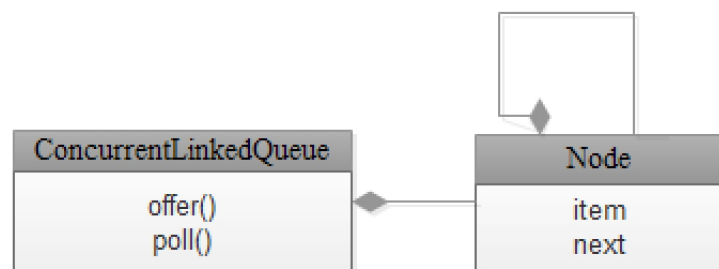 ConcurrentLinkedQueue
offer()
poll()
Node
item
next